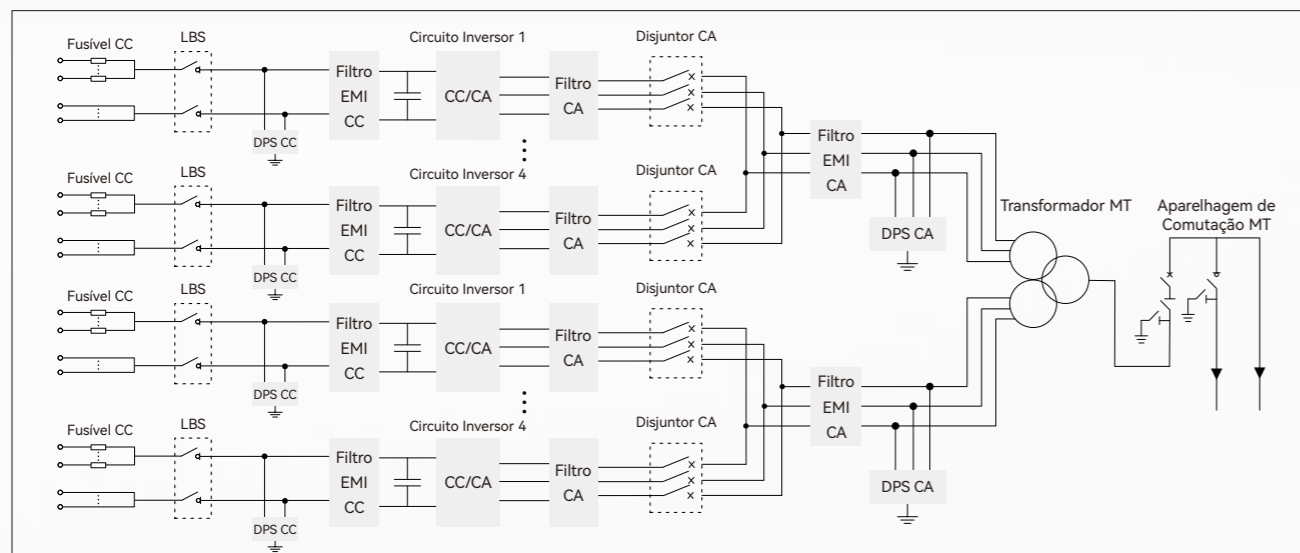 Fusível CC
LBS
Circuito Inversor 1
Disjuntor CA
Filtro
EMI
CC
CC/CA
Filtro
CA
DPS CC
Fusível CC
LBS
Circuito Inversor 4
Disjuntor CA
Filtro
EMI
CC
CC/CA
Filtro
CA
DPS CC
Filtro
EMI
CA
DPS CA
Transformador MT
Aparelhagem de
Comutação MT
Fusível CC
LBS
Circuito Inversor 1
Disjuntor CA
Filtro
EMI
CC
CC/CA
Filtro
CA
DPS CC
Fusível CC
LBS
Circuito Inversor 4
Disjuntor CA
Filtro
EMI
CC
CC/CA
Filtro
CA
DPS CC
Filtro
EMI
CA
DPS CA